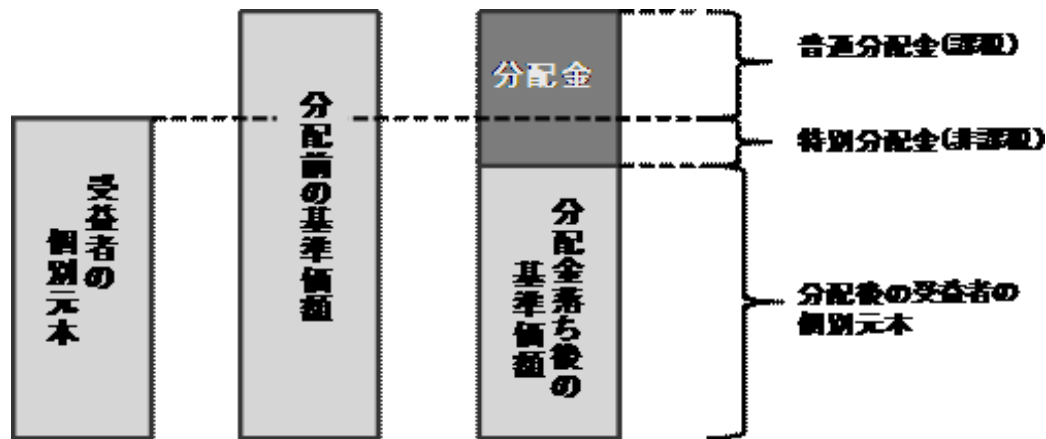 受益者の
個別元本
分配前の基準価額
分配金
分配金落ち後の
基準価額
普通分配金(課税)
特別分配金(非課税)
分配後の受益者の
個別元本